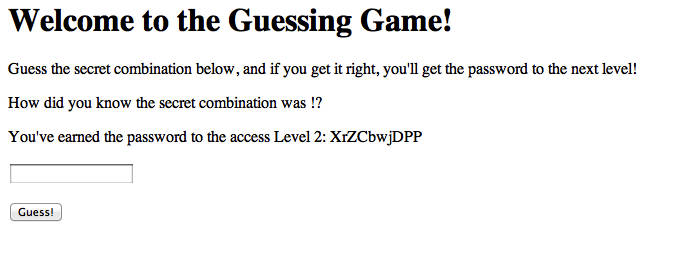 Welcome to the Guessing Game!
Guess the secret combination below, and if you get it right, you'll get the password to the next level!
How did you know the secret combination was !?
You've earned the password to the access Level 2: XrZCbwjDPP
Guess!